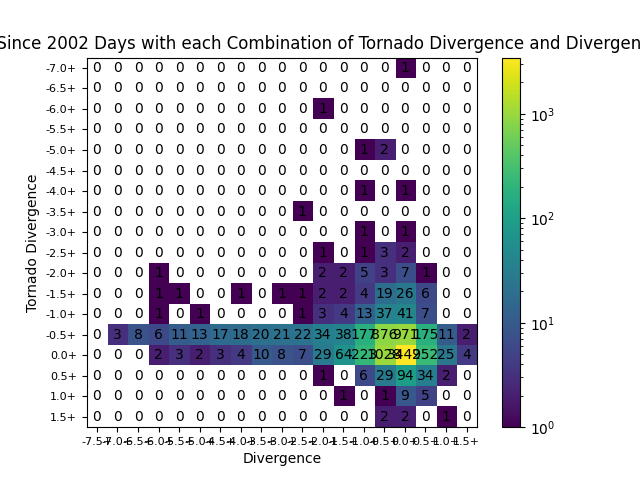 Since 2002 Days with each Combination of Tornado Divergence and Divergen
Tornado Divergence
-7.0+ 0 0 0 0 0 0 0 0 0 0 0 0 0 0 0 1 0 0 0
-6.5+ 0 0 0 0 0 0 0 0 0 0 0 0 0 0 0 0 0 0 0
-6.0+ 0 0 0 0 0 0 0 0 0 0 0 1 0 0 0 0 0 0 0
-5.5+ 0 0 0 0 0 0 0 0 0 0 0 0 0 0 0 0 0 0 0
-5.0+ 0 0 0 0 0 0 0 0 0 0 0 0 0 1 2 0 0 0 0
-4.5+ 0 0 0 0 0 0 0 0 0 0 0 0 0 0 0 0 0 0 0
-4.0+ 0 0 0 0 0 0 0 0 0 0 0 0 0 1 0 1 0 0 0
-3.5+ 0 0 0 0 0 0 0 0 0 0 1 0 0 0 0 0 0 0 0
-3.0+ 0 0 0 0 0 0 0 0 0 0 0 0 0 1 0 1 0 0 0
-2.5+ 0 0 0 0 0 0 0 0 0 0 0 1 0 1 3 2 0 0 0
-2.0+ 0 0 0 1 0 0 0 0 0 0 0 2 2 5 3 7 1 0 0
-1.5+ 0 0 0 1 1 0 0 1 0 1 1 2 2 4 19 26 6 0 0
-1.0+ 0 0 0 1 0 1 0 0 0 0 1 3 4 13 37 41 7 0 0
-0.5+ 0 3 8 6 11 13 17 18 20 21 22 34 38 177 876 971 175 11 2
0.0+ 0 0 0 2 3 2 3 4 10 8 7 29 64 223 3449 252 25 4
0.5+ 0 0 0 0 0 0 0 0 0 0 0 1 0 6 29 94 34 2 0
1.0+ 0 0 0 0 0 0 0 0 0 0 0 0 1 0 1 9 5 0 0
1.5+ 0 0 0 0 0 0 0 0 0 0 0 0 0 0 2 2 0 1 0
-7.5+ -7.0+ -6.5+ -6.0+ -5.5+ -5.0+ -4.5+ -4.0+ -3.5+ -3.0+ -2.5+ -2.0+ -1.5+ -1.0+ -0.5+ 0.0+ 0.5+ 1.0+ 1.5+
Divergence
10³
10²
10¹
10⁰